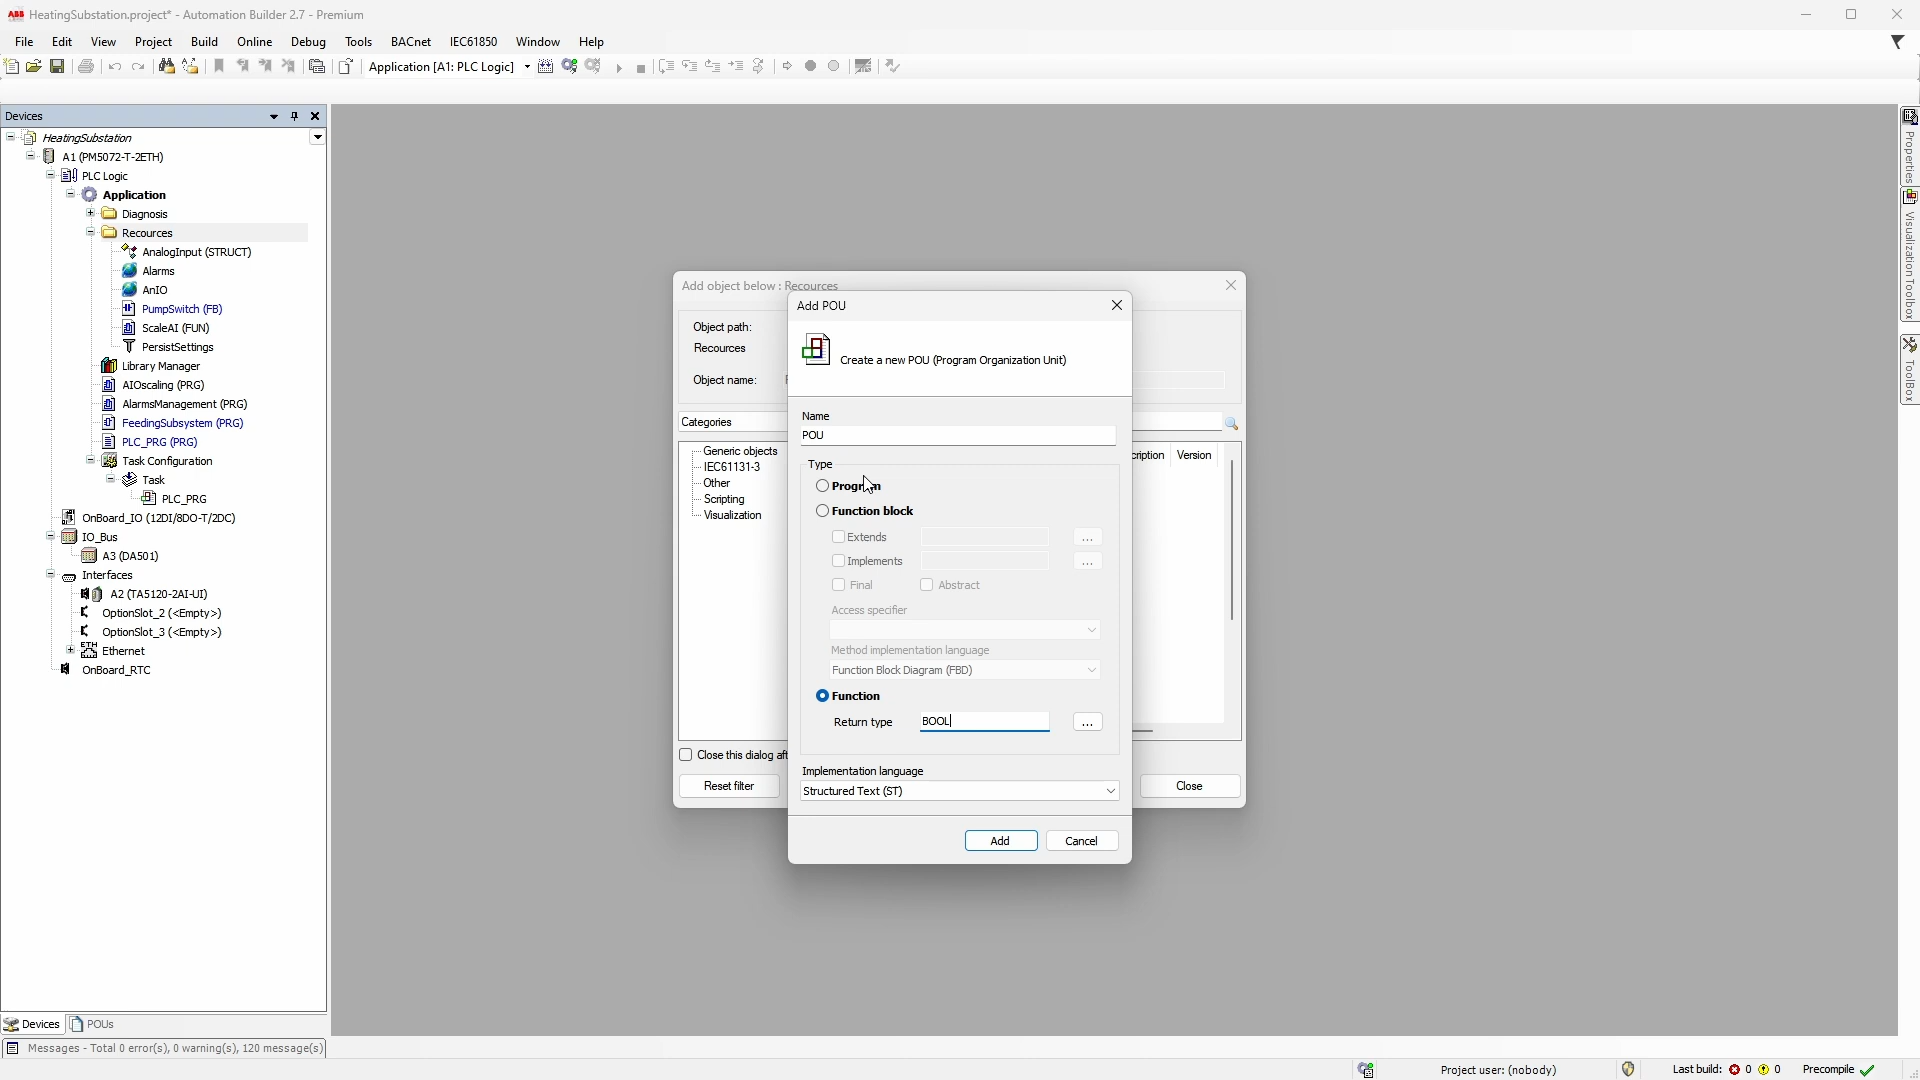 HeatingSubstation.project* - Automation Builder 2.7 - Premium
File Edit View Project Build Online Debug Tools BACnet IEC61850 Window Help
Application [A1: PLC Logic]
Devices
HeatingSubstation
A1 (PM5072-T-2ETH)
PLC Logic
Application
Diagnosis
Recources
AnalogInput (STRUCT)
Alarms
AnIO
PumpSwitch (FB)
ScaleAI (FUN)
PersistSettings
Library Manager
AIOscaling (PRG)
AlarmsManagement (PRG)
FeedingSubsystem (PRG)
PLC_PRG (PRG)
Task Configuration
Task
PLC_PRG
OnBoard_IO (12DI/8DO-T/2DC)
IO_Bus
A3 (DA501)
Interfaces
A2 (TA5120-2AI-UI)
OptionSlot_2 (<Empty>)
OptionSlot_3 (<Empty>)
Ethernet
OnBoard_RTC
Devices POUs
Messages - Total 0 error(s), 0 warning(s), 120 message(s)
Add object below : Recources
Object path:
Recources
Object name:
Categories
Generic objects
IEC61131-3
Other
Scripting
Visualization
cription Version
Close this dialog aft
Reset filter
Close
Add POU
Create a new POU (Program Organization Unit)
Name
POU
Type
Program
Function block
Extends ...
Implements ...
Final Abstract
Access specifier
Method implementation language
Function Block Diagram (FBD)
Function
Return type BOOL ...
Implementation language
Structured Text (ST)
Add Cancel
Properties
Visualization Toolbox
ToolBox
Project user: (nobody) Last build: 0 0 Precompile